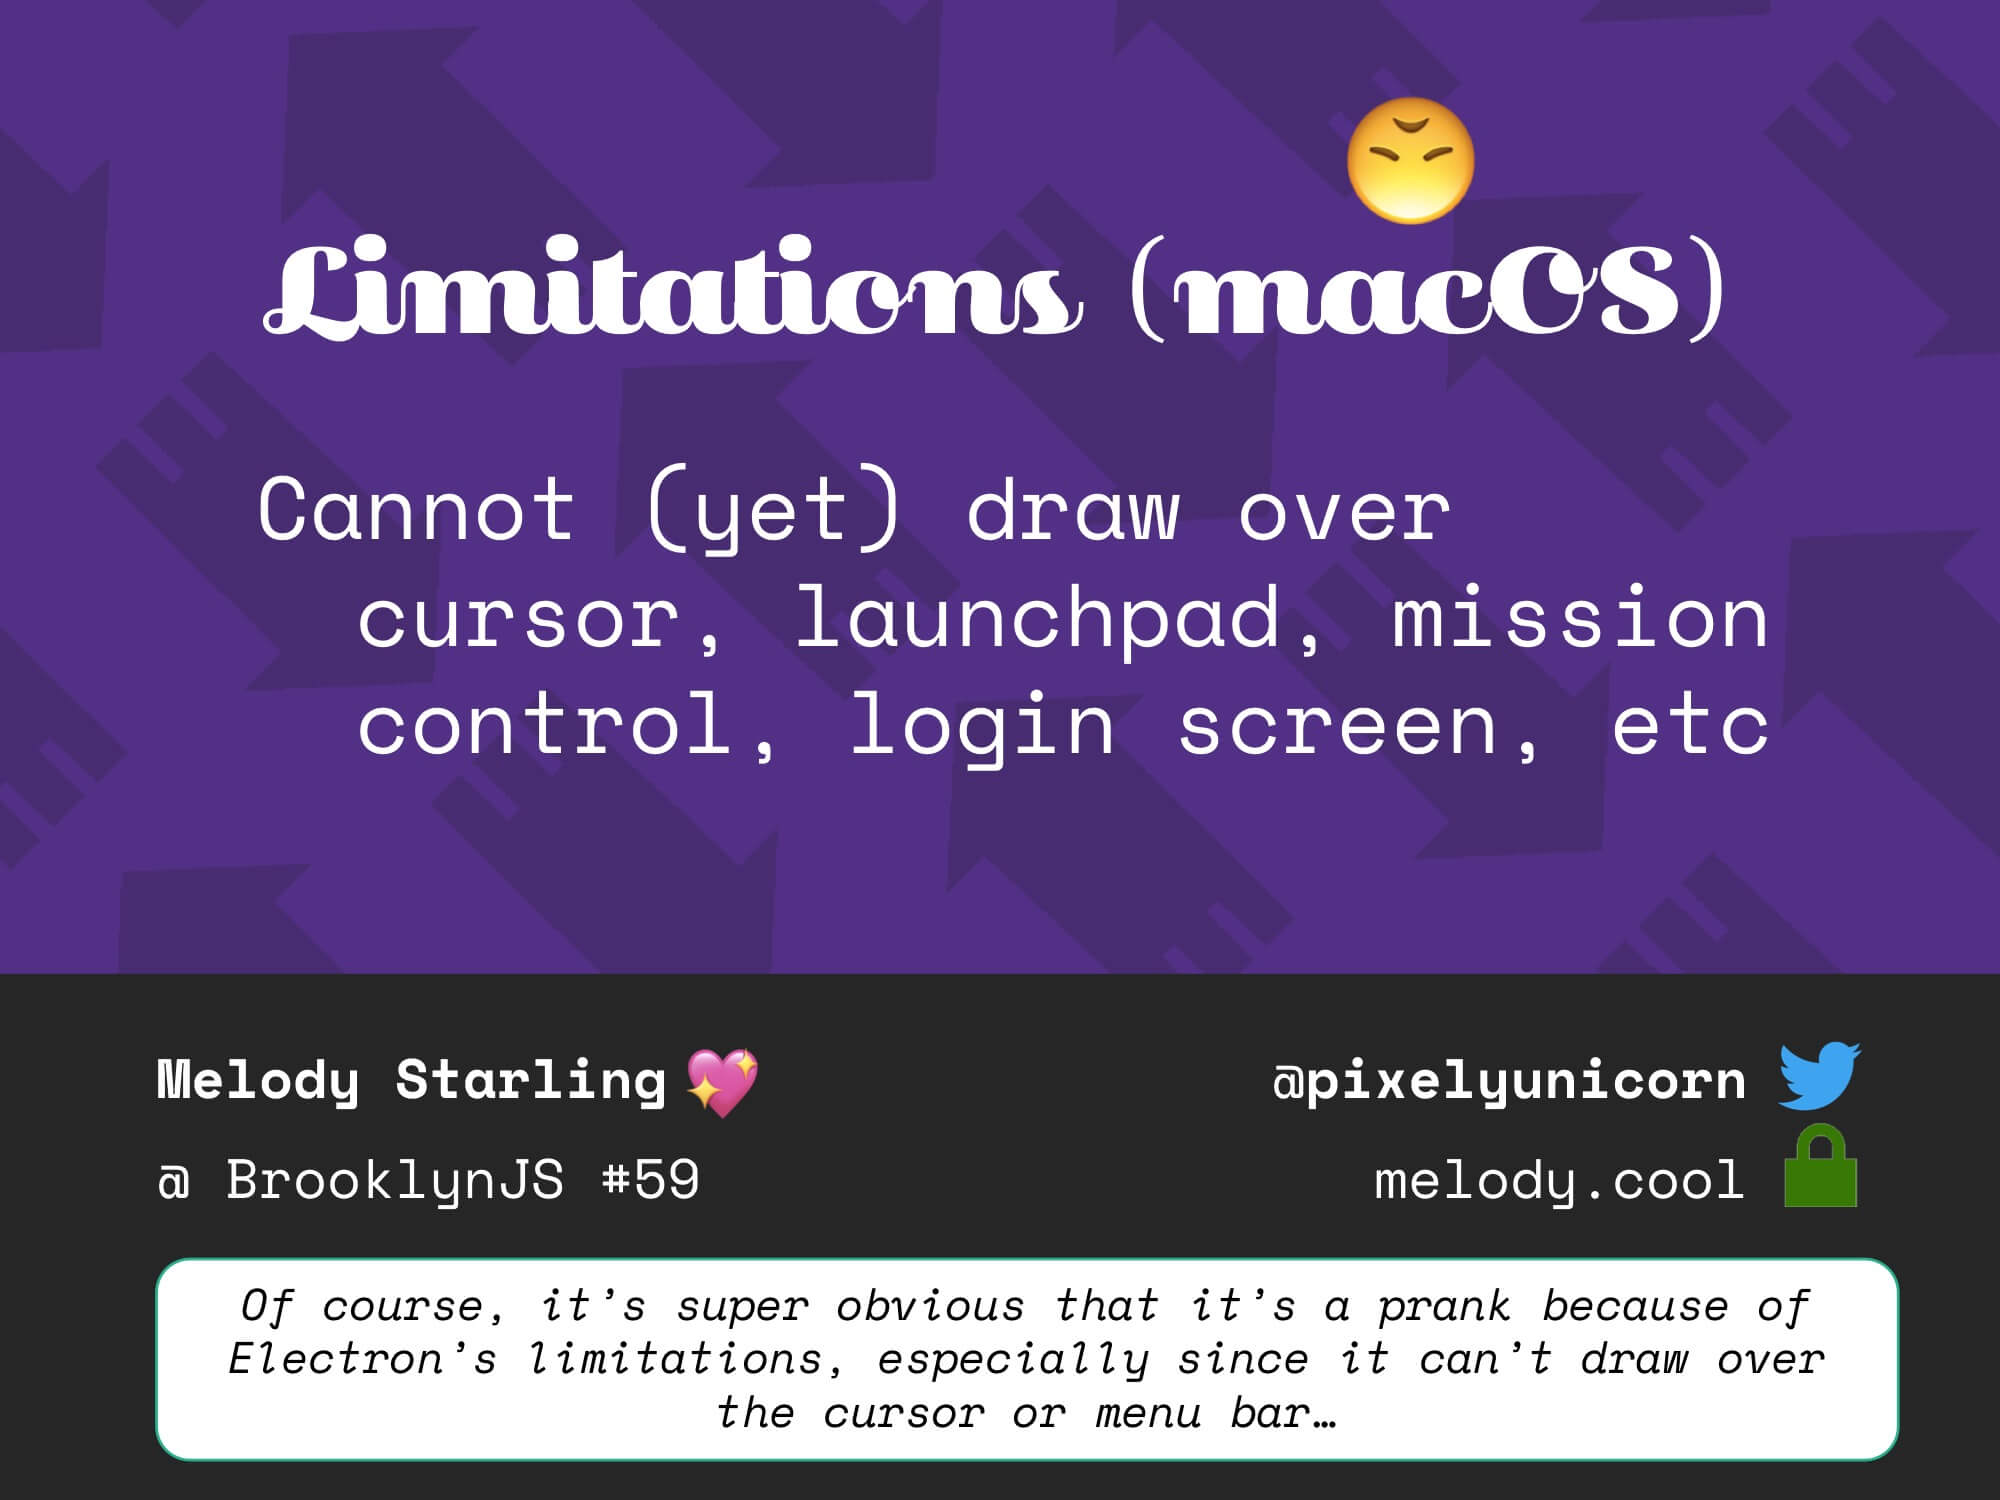 Limitations (macOS)
Cannot (yet) draw over
cursor, launchpad, mission
control, login screen, etc
Melody Starling 💖
@pixelyunicorn
@ BrooklynJS #59
melody.cool
Of course, it’s super obvious that it’s a prank because of
Electron’s limitations, especially since it can’t draw over
the cursor or menu bar…